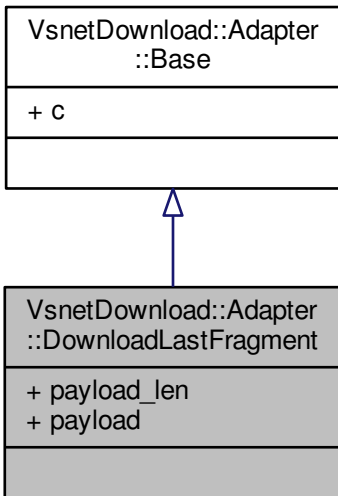 VsnetDownload::Adapter
::Base
+ c
VsnetDownload::Adapter
::DownloadLastFragment
+ payload_len
+ payload